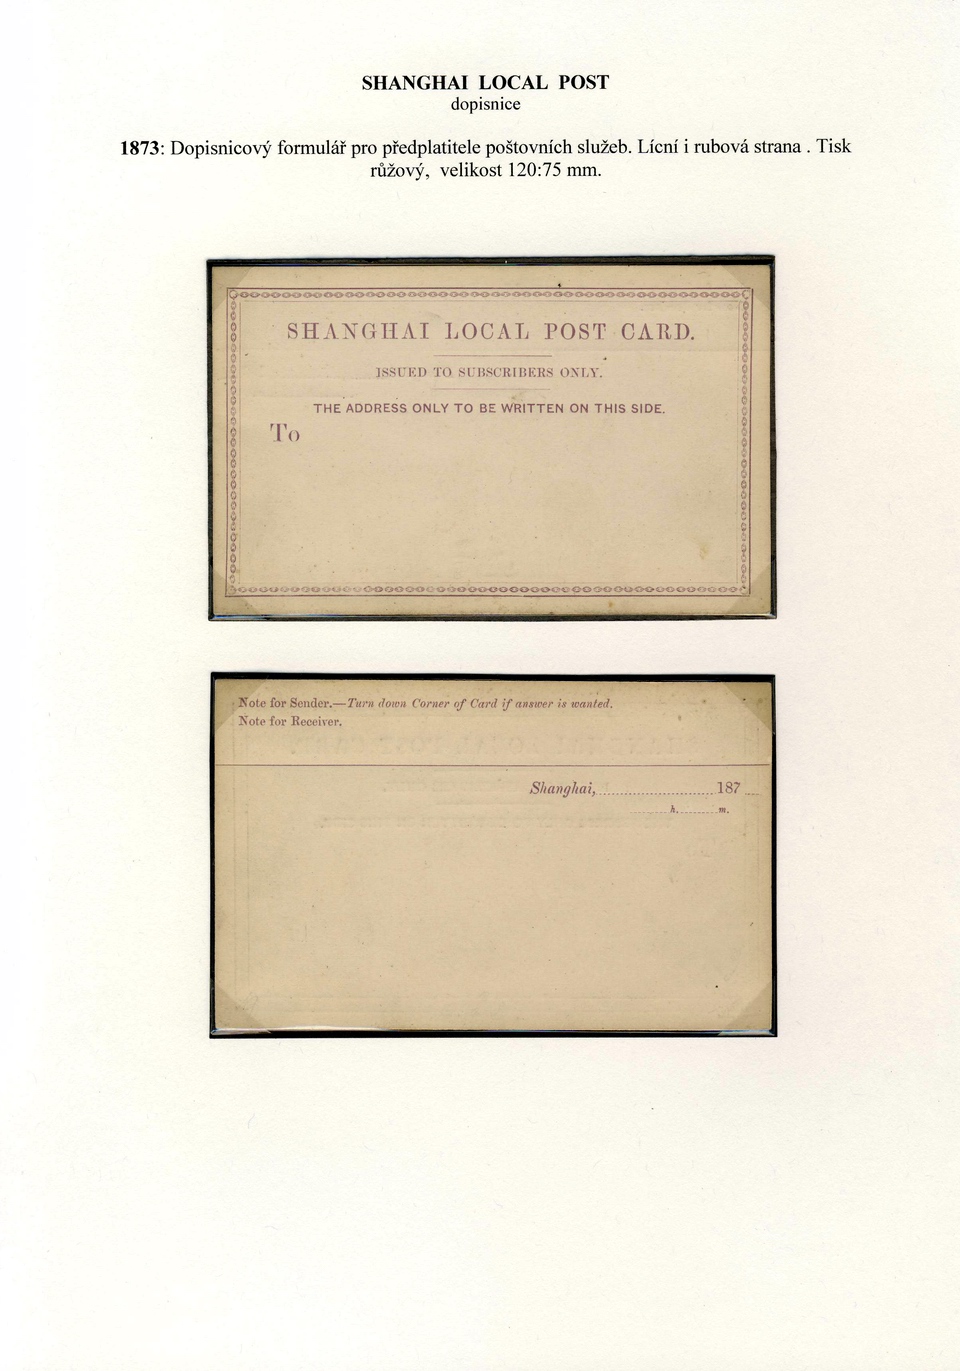 SHANGHAI LOCAL POST
dopisnice
1873: Dopisnicový formulář pro předplatitele poštovních služeb. Lícní i rubová strana . Tisk
růžový, velikost 120:75 mm.
SHANGHAI LOCAL POST CARD.
ISSUED TO SUBSCRIBERS ONLY.
THE ADDRESS ONLY TO BE WRITTEN ON THIS SIDE.
To
Note for Sender.—Turn down Corner of Card if answer is wanted.
Note for Receiver.
Shanghai, 187
h. m.